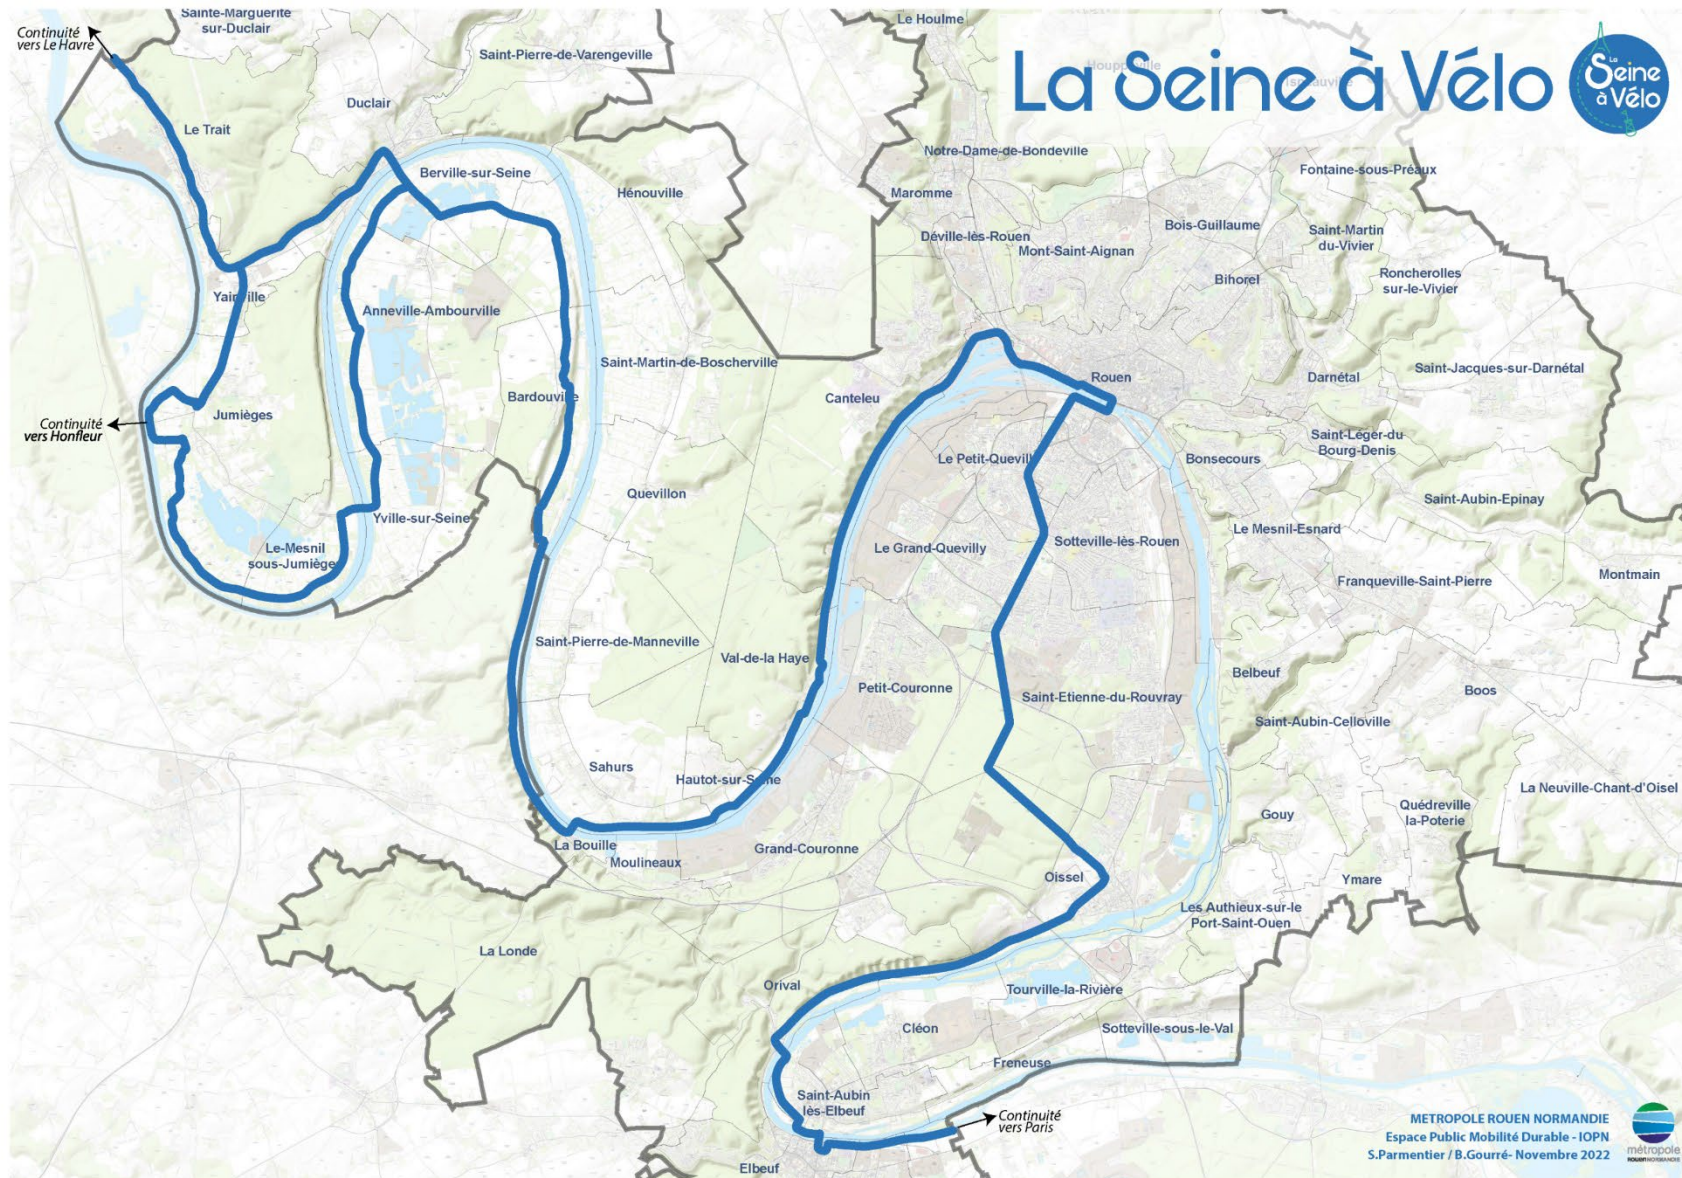 Continuité
vers Le Havre
Sainte-Marguerite
sur-Duclair
Le Houlme
Saint-Pierre-de-Varengeville
La Seine à Vélo
La
Seine
à Vélo
Duclair
Le Trait
Notre-Dame-de-Bondeville
Fontaine-sous-Préaux
Berville-sur-Seine
Hénouville
Maromme
Déville-lès-Rouen
Mont-Saint-Aignan
Bois-Guillaume
Saint-Martin
du-Vivier
Bihorel
Roncherolles
sur-le-Vivier
Yainville
Anneville-Ambourville
Saint-Martin-de-Boscherville
Canteleu
Rouen
Darnétal
Saint-Jacques-sur-Darnétal
Bardouville
Jumièges
Continuité
vers Honfleur
Saint-Léger-du
Bourg-Denis
Le Petit-Quevill
Bonsecours
Quevillon
Saint-Aubin-Epinay
Yville-sur-Seine
Le Mesnil-Esnard
Le-Mesnil
sous-Jumièges
Le Grand-Quevilly
Sotteville-lès-Rouen
Franqueville-Saint-Pierre
Montmain
Saint-Pierre-de-Manneville
Val-de-la Haye
Belbeuf
Petit-Couronne
Saint-Etienne-du-Rouvray
Boos
Saint-Aubin-Celloville
Sahurs
Hautot-sur-Seine
La Neuville-Chant-d'Oisel
Gouy
Quédreville
la-Poterie
La Bouille
Moulineaux
Grand-Couronne
Oissel
Ymare
Les Authieux-sur-le
Port-Saint-Ouen
La Londe
Orival
Tourville-la-Rivière
Cléon
Sotteville-sous-le-Val
Freneuse
Saint-Aubin
lès-Elbeuf
Continuité
vers Paris
Elbeuf
METROPOLE ROUEN NORMANDIE
Espace Public Mobilité Durable - IOPN
S.Parmentier / B.Gourré- Novembre 2022
métropole
ROUENNORMANDIE